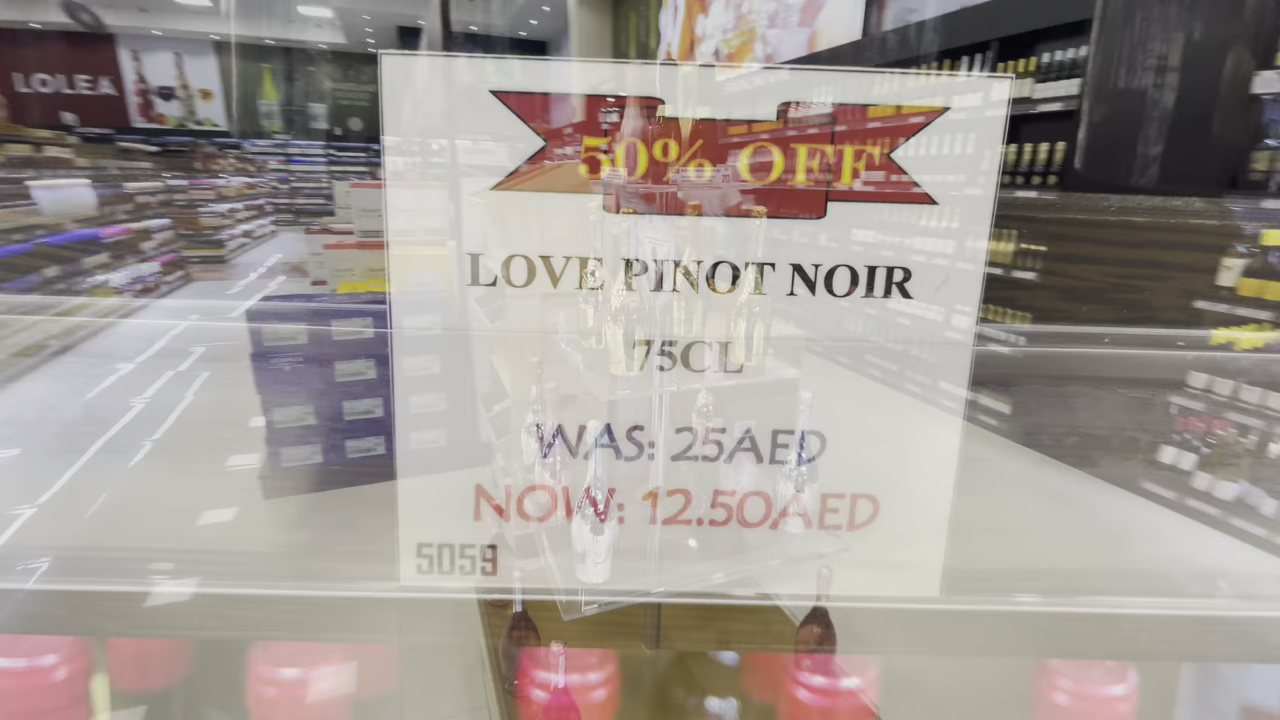 LOLEA
50% OFF
LOVE PINOT NOIR
75CL
WAS: 25AED
NOW: 12.50AED
5059